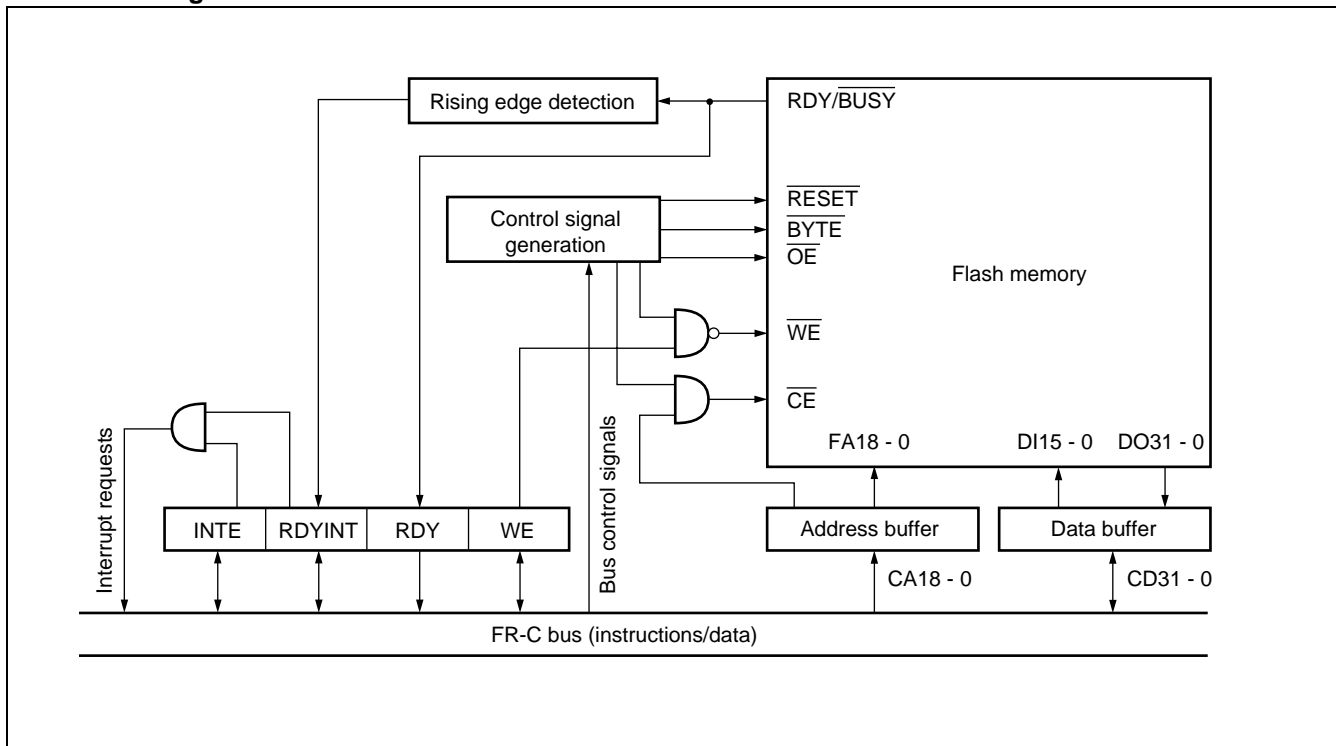 Rising edge detection
RDY/BUSY
RESET
Control signal
generation
BYTE
OE
Flash memory
WE
CE
FA18 - 0
DI15 - 0
DO31 - 0
Interrupt requests
Bus control signals
INTE
RDYINT
RDY
WE
Address buffer
Data buffer
CA18 - 0
CD31 - 0
FR-C bus (instructions/data)